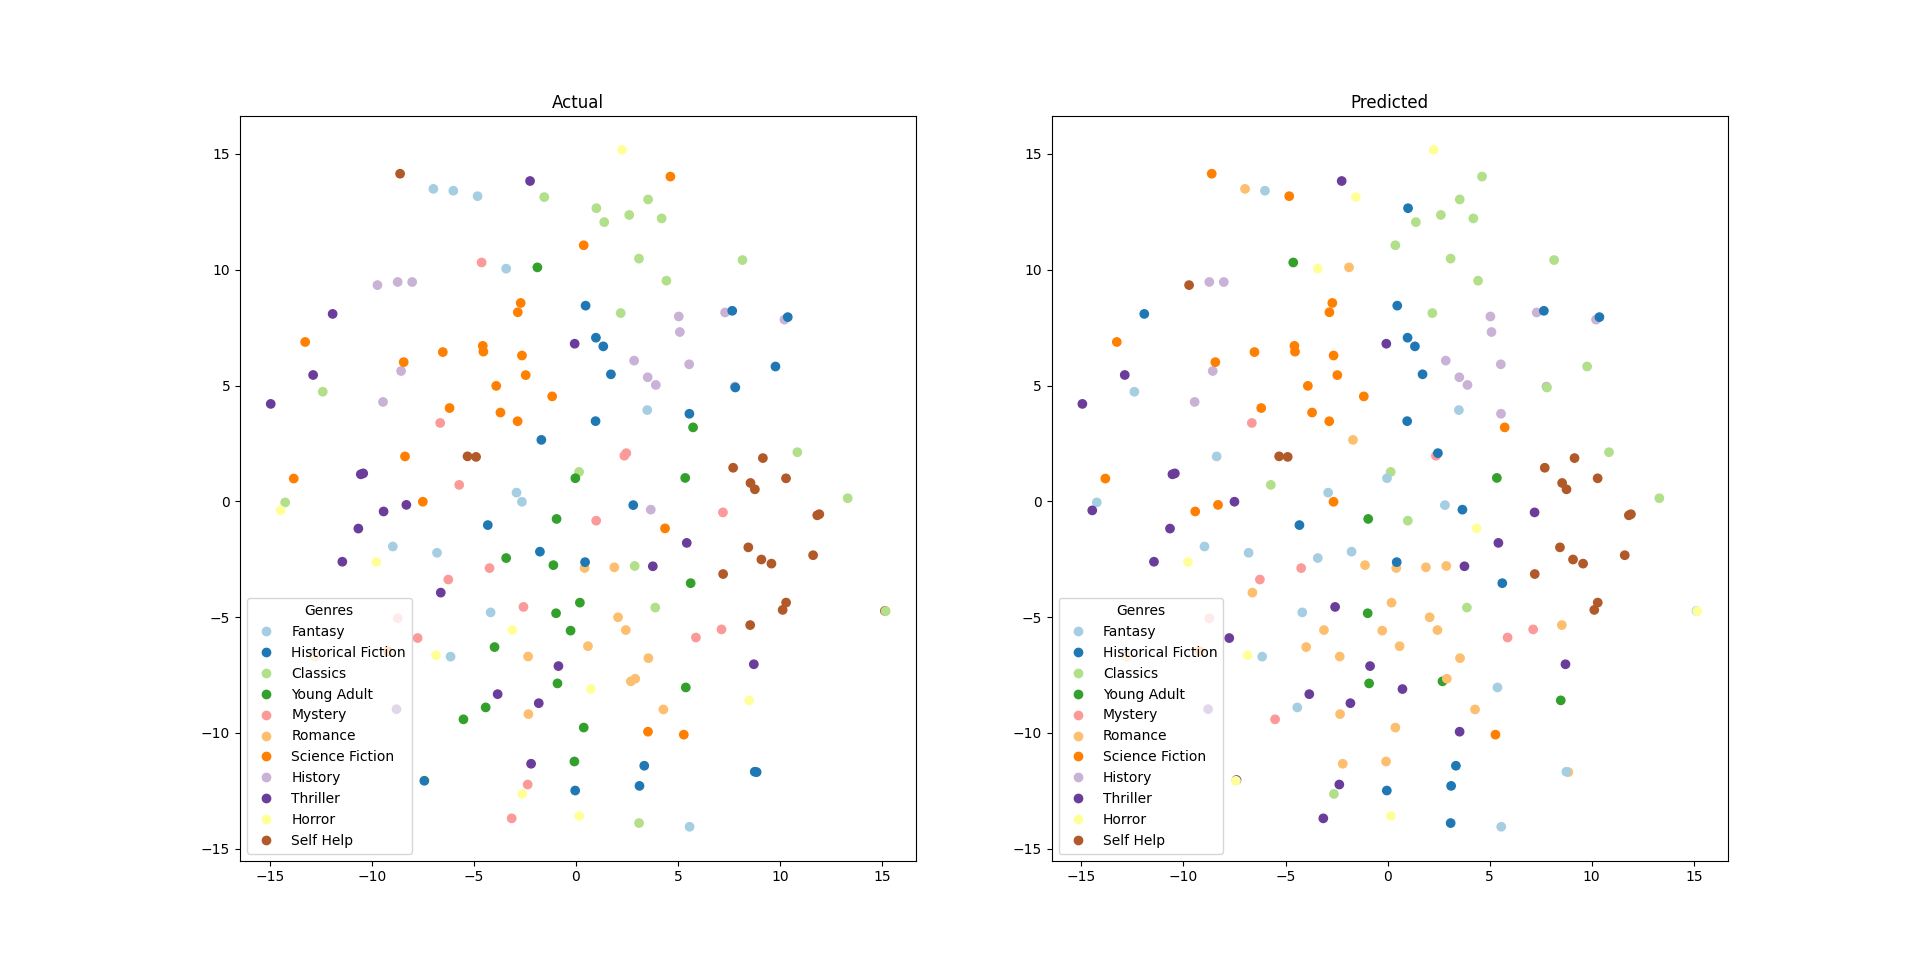 Actual
15
10
5
0
−5
−10
−15
−15
−10
−5
0
5
10
15
Genres
Fantasy
Historical Fiction
Classics
Young Adult
Mystery
Romance
Science Fiction
History
Thriller
Horror
Self Help
Predicted
15
10
5
0
−5
−10
−15
−15
−10
−5
0
5
10
15
Genres
Fantasy
Historical Fiction
Classics
Young Adult
Mystery
Romance
Science Fiction
History
Thriller
Horror
Self Help